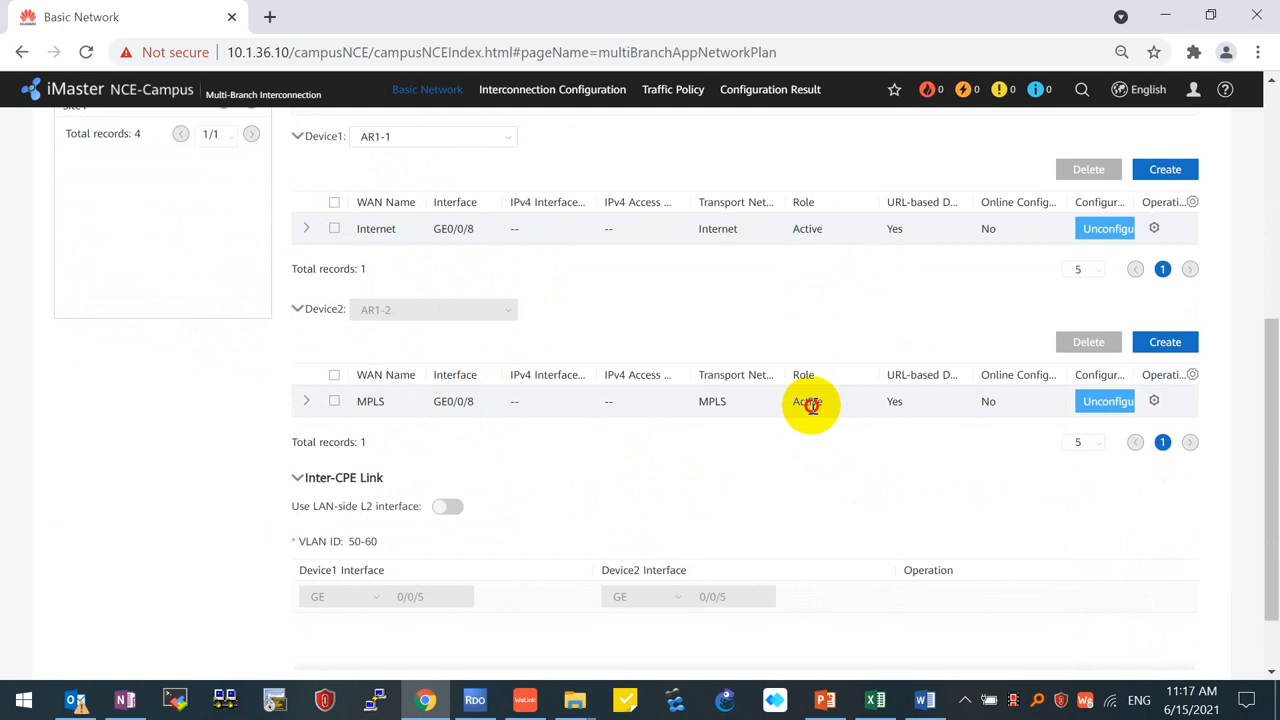 Basic Network
Not secure
10.1.36.10/campusNCE/campusNCEIndex.html#pageName=multiBranchAppNetworkPlan
iMaster NCE-Campus Multi-Branch Interconnection
Basic Network Interconnection Configuration Traffic Policy Comparison Result
0 0 0 0 English
Total records: 4 1/1
Device1: AR1-1
Delete Create
WAN Name Interface IPv4 Interface... IPv4 Access ... Transport Net... Role URL-based D... Online Config... Configur... Operati...
Internet GE0/0/8 -- -- Internet Active Yes No Unconfigu
Total records: 1 5 1
Device2: AR1-2
Delete Create
WAN Name Interface IPv4 Interface... IPv4 Access ... Transport Net... Role URL-based D... Online Config... Configur... Operati...
MPLS GE0/0/8 -- -- MPLS Active Yes No Unconfigu
Total records: 1 5 1
Inter-CPE Link
Use LAN-side L2 interface:
* VLAN ID: 50-60
Device1 Interface Device2 Interface Operation
GE 0/0/5 GE 0/0/5
RDO WeLink ENG 11:17 AM
6/15/2021